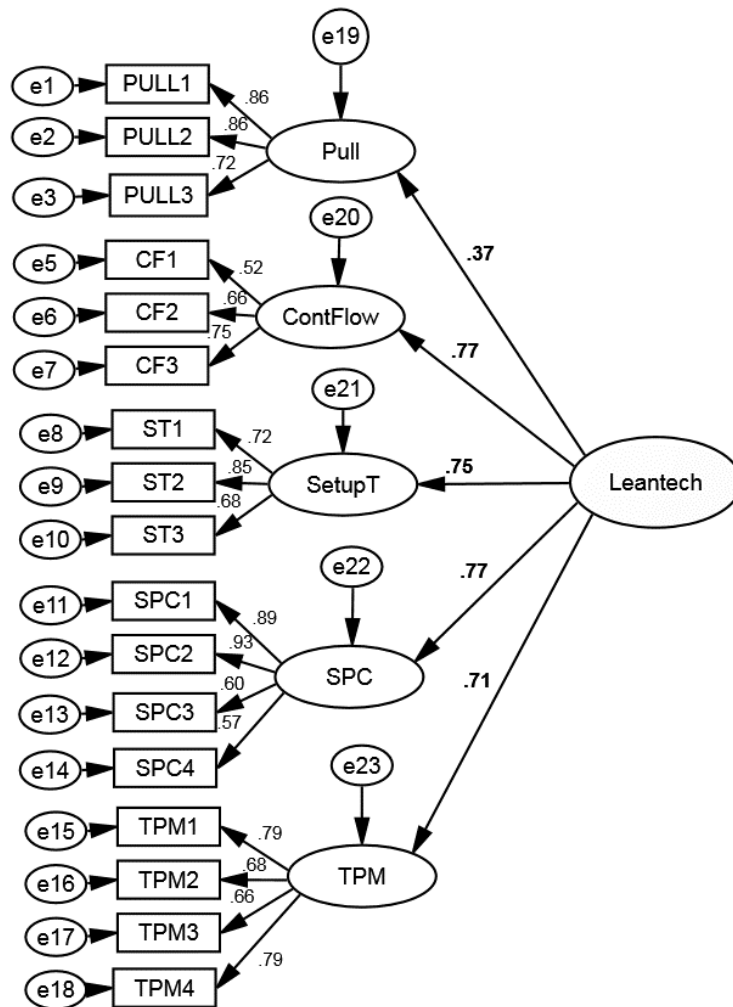 e19
e1 PULL1 .86
e2 PULL2 .86 Pull
e3 PULL3 .72
e20
.37
e5 CF1 .52
e6 CF2 .66 ContFlow
e7 CF3 .75
.77
e21
e8 ST1 .72
e9 ST2 .85 SetupT .75 Leantech
e10 ST3 .68
e22
.77
e11 SPC1 .89
e12 SPC2 .93 SPC
e13 SPC3 .60
e14 SPC4 .57
.71
e23
e15 TPM1 .79
e16 TPM2 .68 TPM
e17 TPM3 .66
e18 TPM4 .79